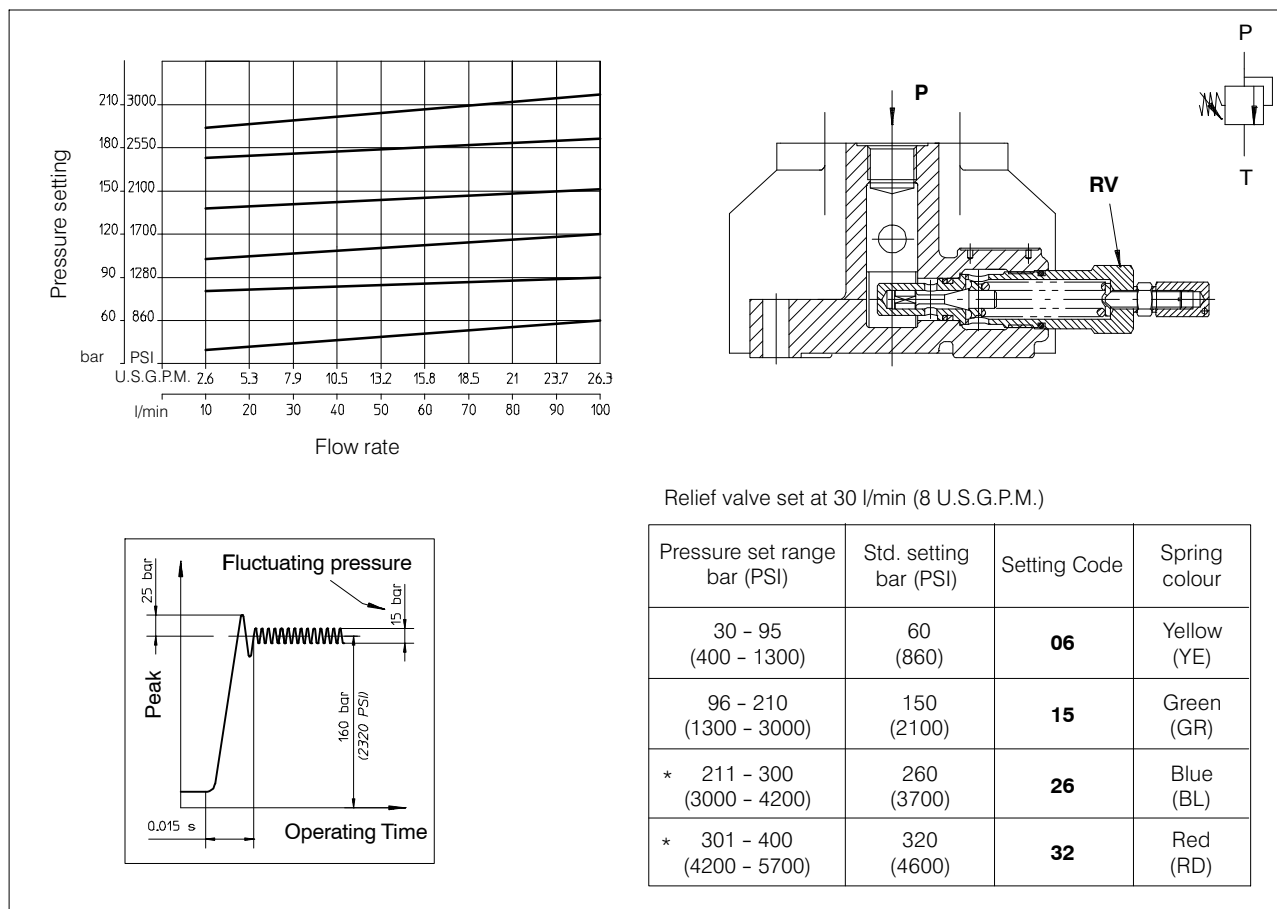 210 3000
180 2550
150 2100
120 1700
90 1280
60 860
bar PSI
Pressure setting
U.S.G.P.M. 2.6 5.3 7.9 10.5 13.2 15.8 18.5 21 23.7 26.3
l/min 10 20 30 40 50 60 70 80 90 100
Flow rate
P
RV
P
T
Fluctuating pressure
25 bar
15 bar
Peak
160 bar
(2320 PSI)
0.015 s
Operating Time
Relief valve set at 30 l/min (8 U.S.G.P.M.)
Pressure set range Std. setting Setting Code Spring
bar (PSI) bar (PSI) colour
30 - 95 60 06 Yellow
(400 - 1300) (860) (YE)
96 - 210 150 15 Green
(1300 - 3000) (2100) (GR)
* 211 - 300 260 26 Blue
(3000 - 4200) (3700) (BL)
* 301 - 400 320 32 Red
(4200 - 5700) (4600) (RD)